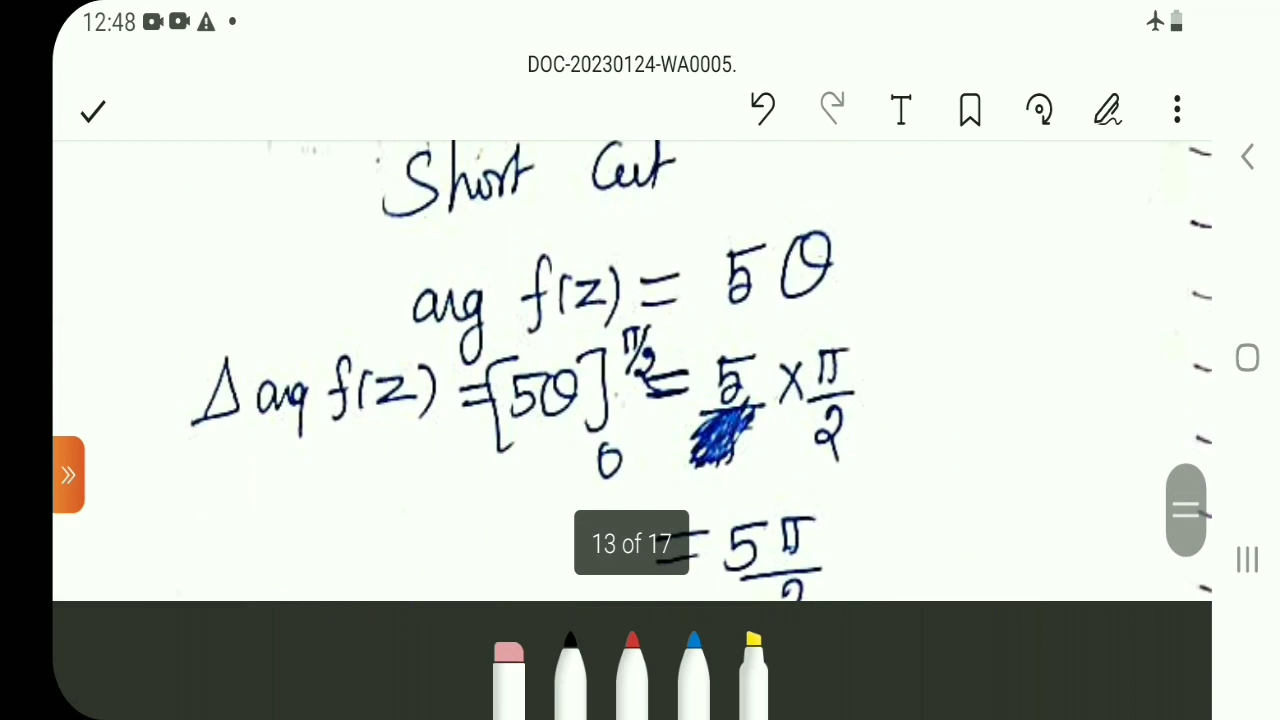 12:48
DOC-20230124-WA0005.
T
Short Cut
arg f(z) = 5θ
Δ arg f(z) = [5θ]₀^{π/2} = 5 × π/2
= 5π/2
13 of 17